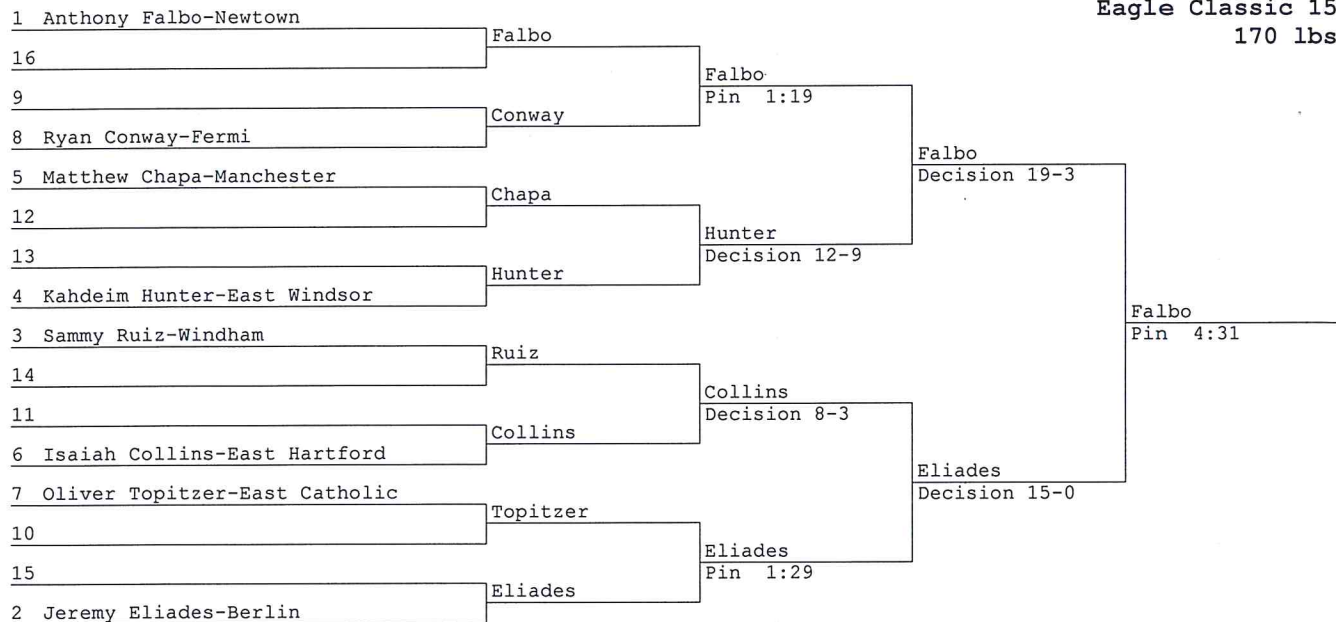 Eagle Classic 15
170 lbs
1 Anthony Falbo-Newtown
16
9
8 Ryan Conway-Fermi
5 Matthew Chapa-Manchester
12
13
4 Kahdeim Hunter-East Windsor
3 Sammy Ruiz-Windham
14
11
6 Isaiah Collins-East Hartford
7 Oliver Topitzer-East Catholic
10
15
2 Jeremy Eliades-Berlin
Falbo
Conway
Chapa
Hunter
Ruiz
Collins
Topitzer
Eliades
Falbo
Pin 1:19
Hunter
Decision 12-9
Collins
Decision 8-3
Eliades
Pin 1:29
Falbo
Decision 19-3
Eliades
Decision 15-0
Falbo
Pin 4:31